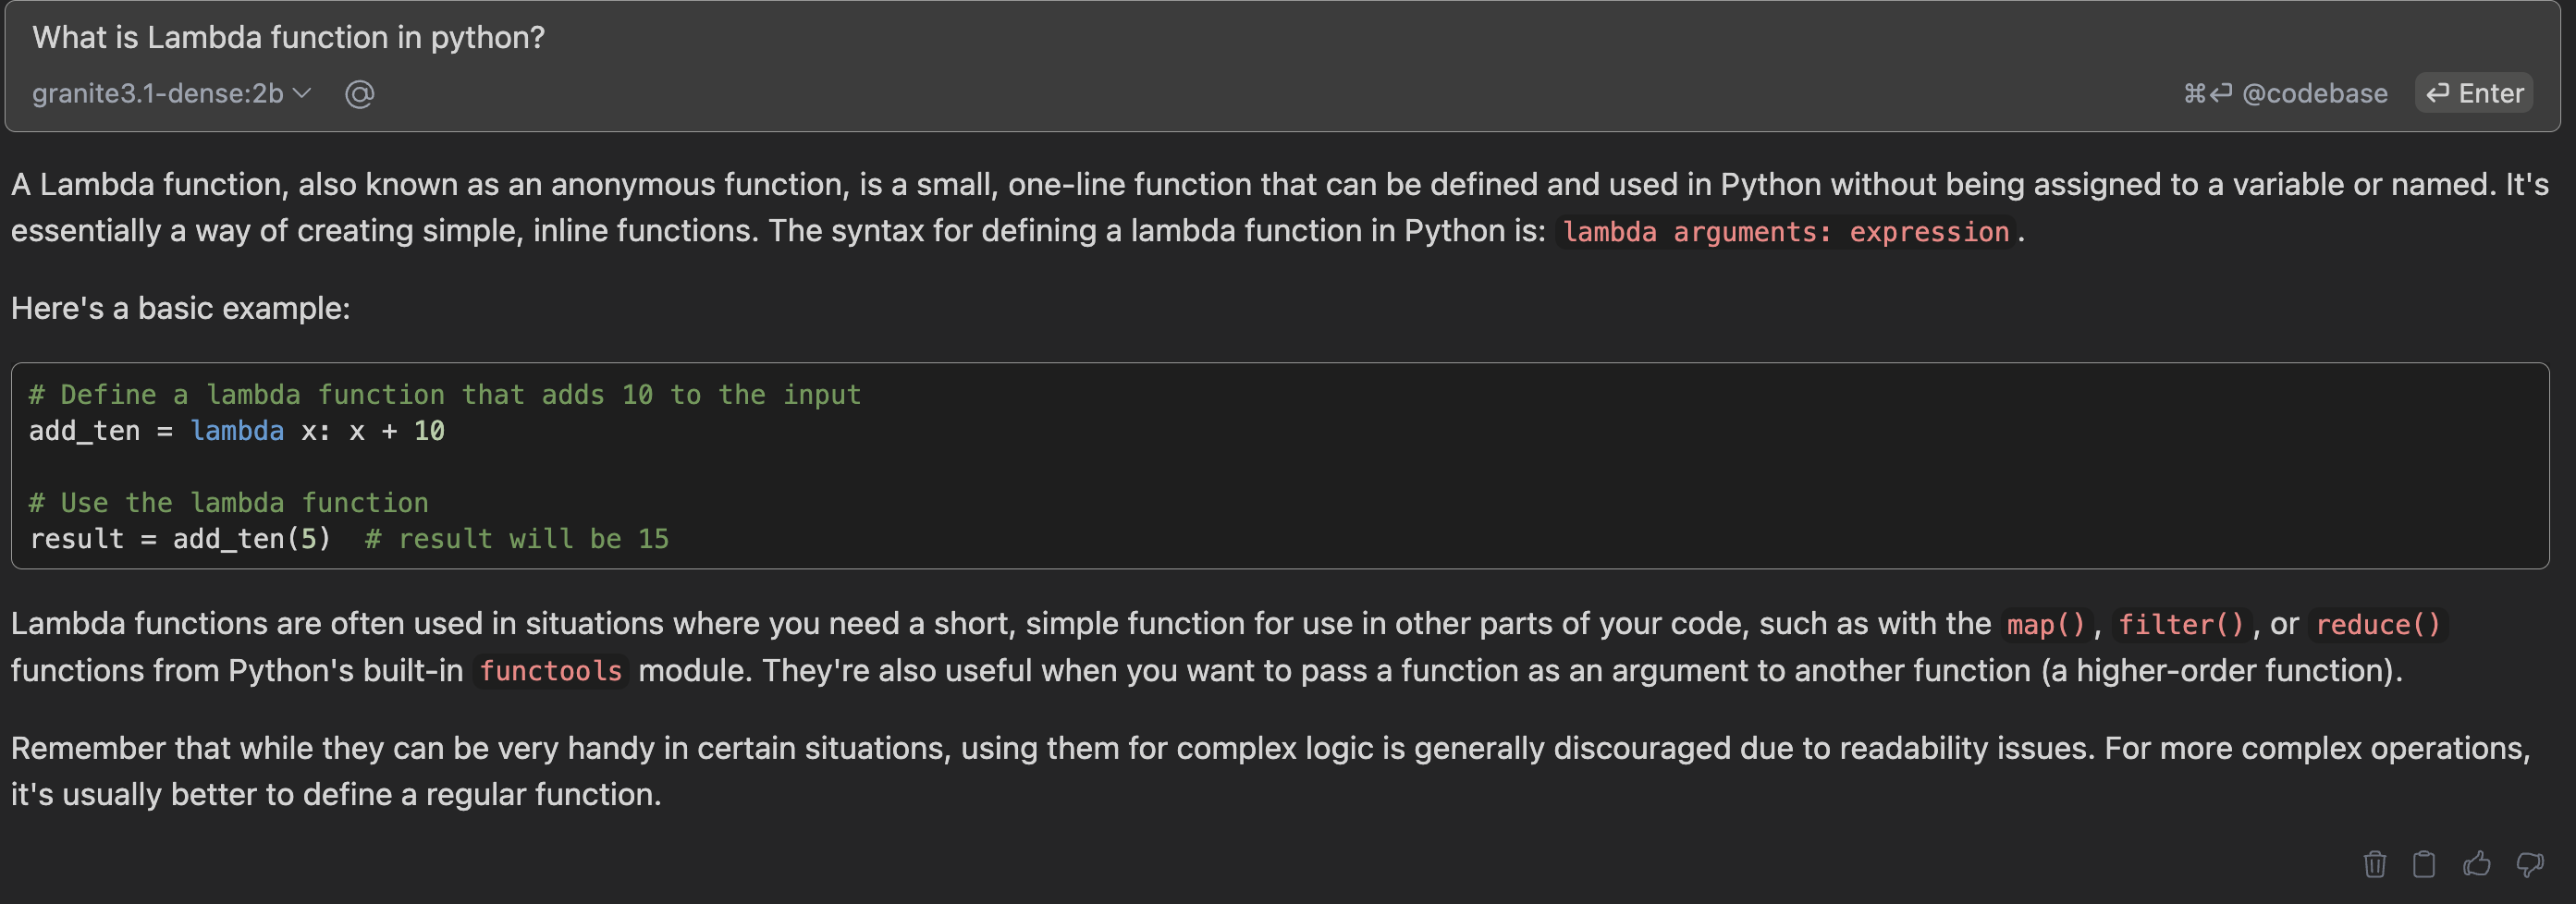 What is Lambda function in python?
granite3.1-dense:2b @ ⌘⏎ @codebase ⏎ Enter
A Lambda function, also known as an anonymous function, is a small, one-line function that can be defined and used in Python without being assigned to a variable or named. It's
essentially a way of creating simple, inline functions. The syntax for defining a lambda function in Python is: lambda arguments: expression.
Here's a basic example:
# Define a lambda function that adds 10 to the input
add_ten = lambda x: x + 10
# Use the lambda function
result = add_ten(5)  # result will be 15
Lambda functions are often used in situations where you need a short, simple function for use in other parts of your code, such as with the map(), filter(), or reduce()
functions from Python's built-in functools module. They're also useful when you want to pass a function as an argument to another function (a higher-order function).
Remember that while they can be very handy in certain situations, using them for complex logic is generally discouraged due to readability issues. For more complex operations,
it's usually better to define a regular function.